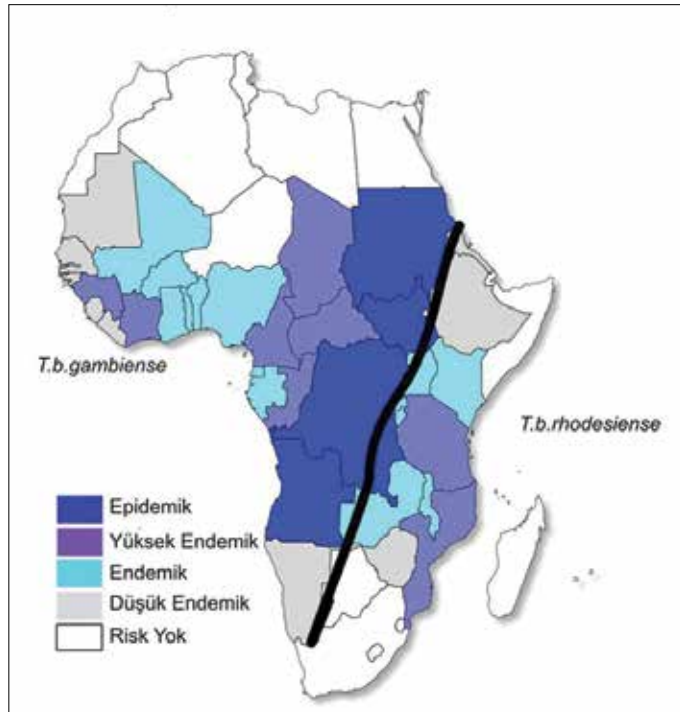 T.b.gambiense
T.b.rhodesiense
Epidemik
Yüksek Endemik
Endemik
Düşük Endemik
Risk Yok